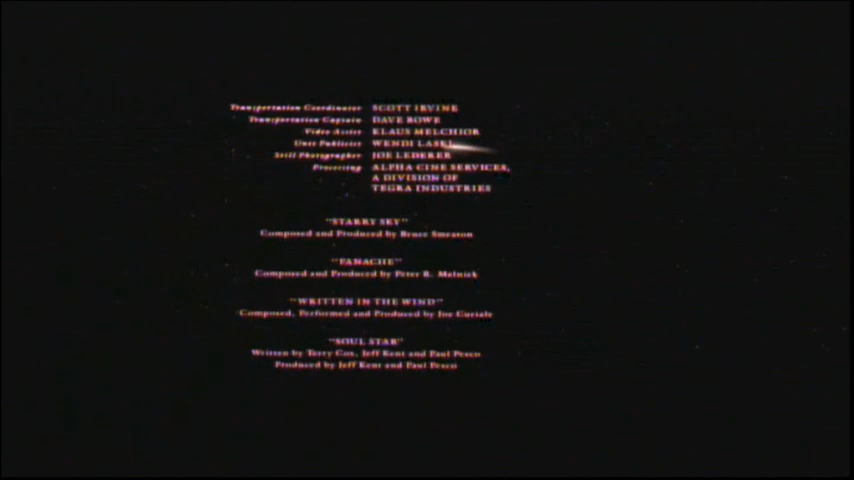 Transportation Coordinator SCOTT IRVINE
Transportation Captain DAVE BOWE
Video Assist KLAUS MELCHIOR
Unit Publicist WENDI
Still Photographer JOE LEDERER
Processing ALPHA CINE SERVICES,
A DIVISION OF
TEGRA INDUSTRIES
"STARRY SKY"
Composed and Produced by Bruce Smeaton
"PANACHE"
Composed and Produced by Peter R. Melnick
"WRITTEN IN THE WIND"
Composed, Performed and Produced by Joe Curiale
"SOUL STAR"
Written by Terry Cox, Jeff Kent and Paul Pesco
Produced by Jeff Kent and Paul Pesco